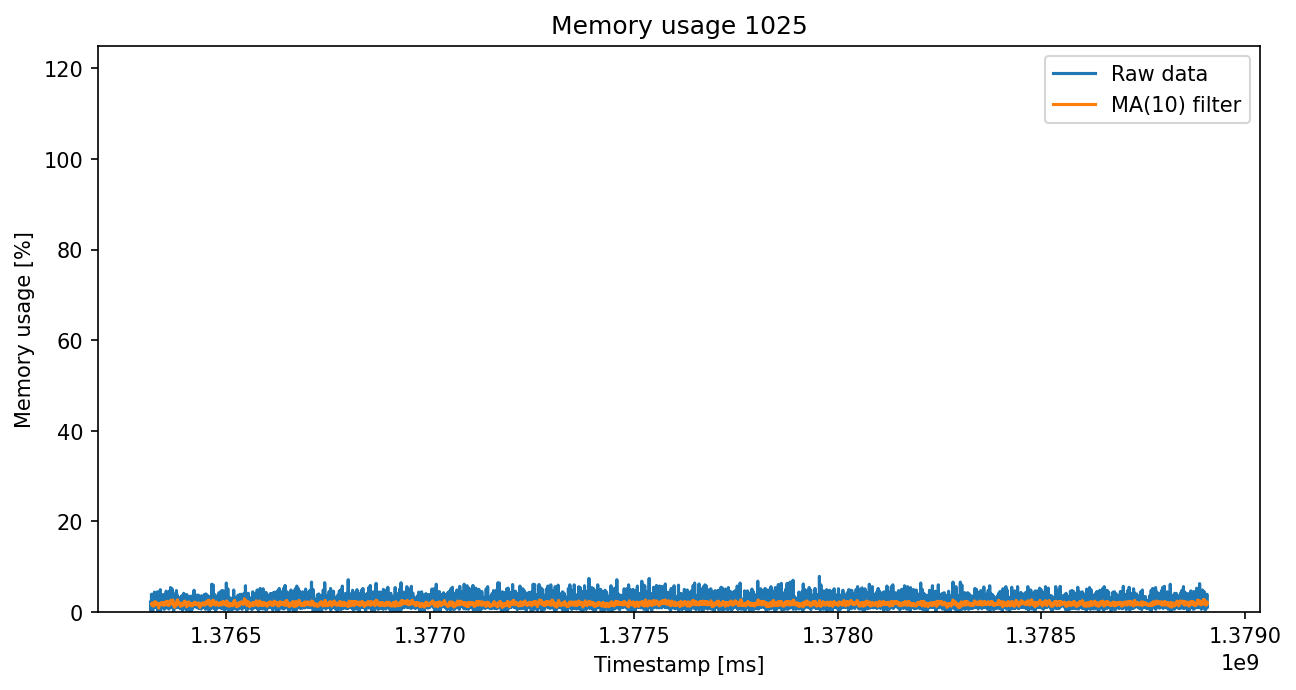 Memory usage 1025
Raw data
MA(10) filter
Memory usage [%]
120
100
80
60
40
20
0
1.3765 1.3770 1.3775 1.3780 1.3785 1.3790
1e9
Timestamp [ms]